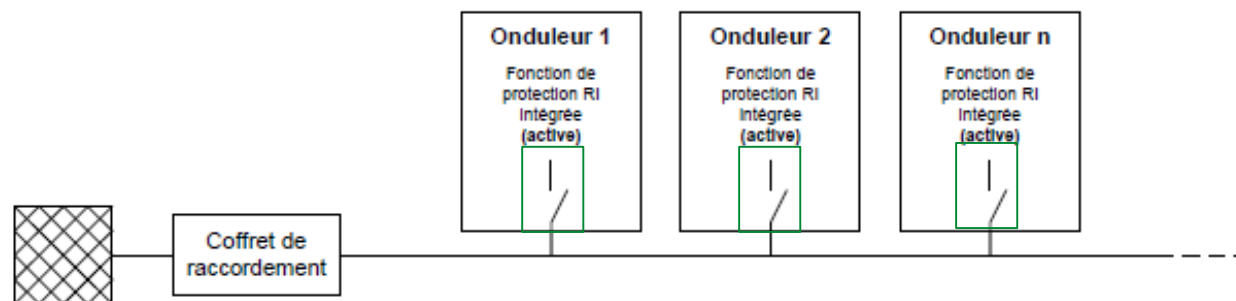 Onduleur 1
Fonction de
protection RI
Intégrée
(active)
Onduleur 2
Fonction de
protection RI
Intégrée
(active)
Onduleur n
Fonction de
protection RI
Intégrée
(active)
Coffret de
raccordement